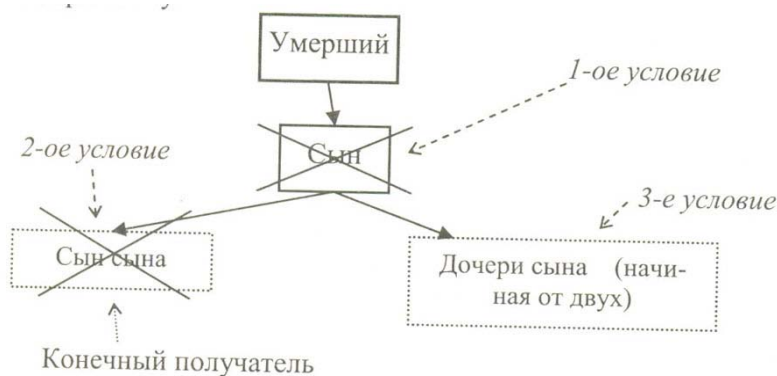 Умерший
1-ое условие
Сын
2-ое условие
3-е условие
Сын сына
Дочери сына (начи-
ная от двух)
Конечный получатель